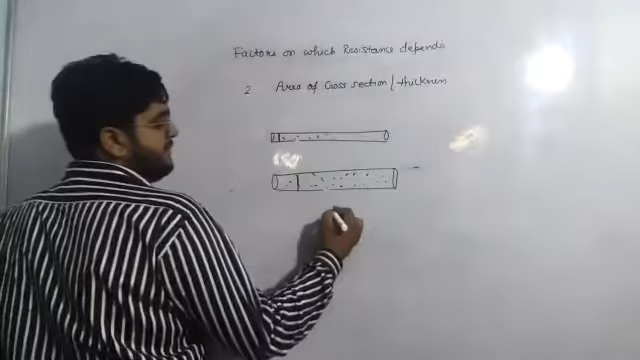 Factors on which Resistance depends
2 Area of Cross section / thickness